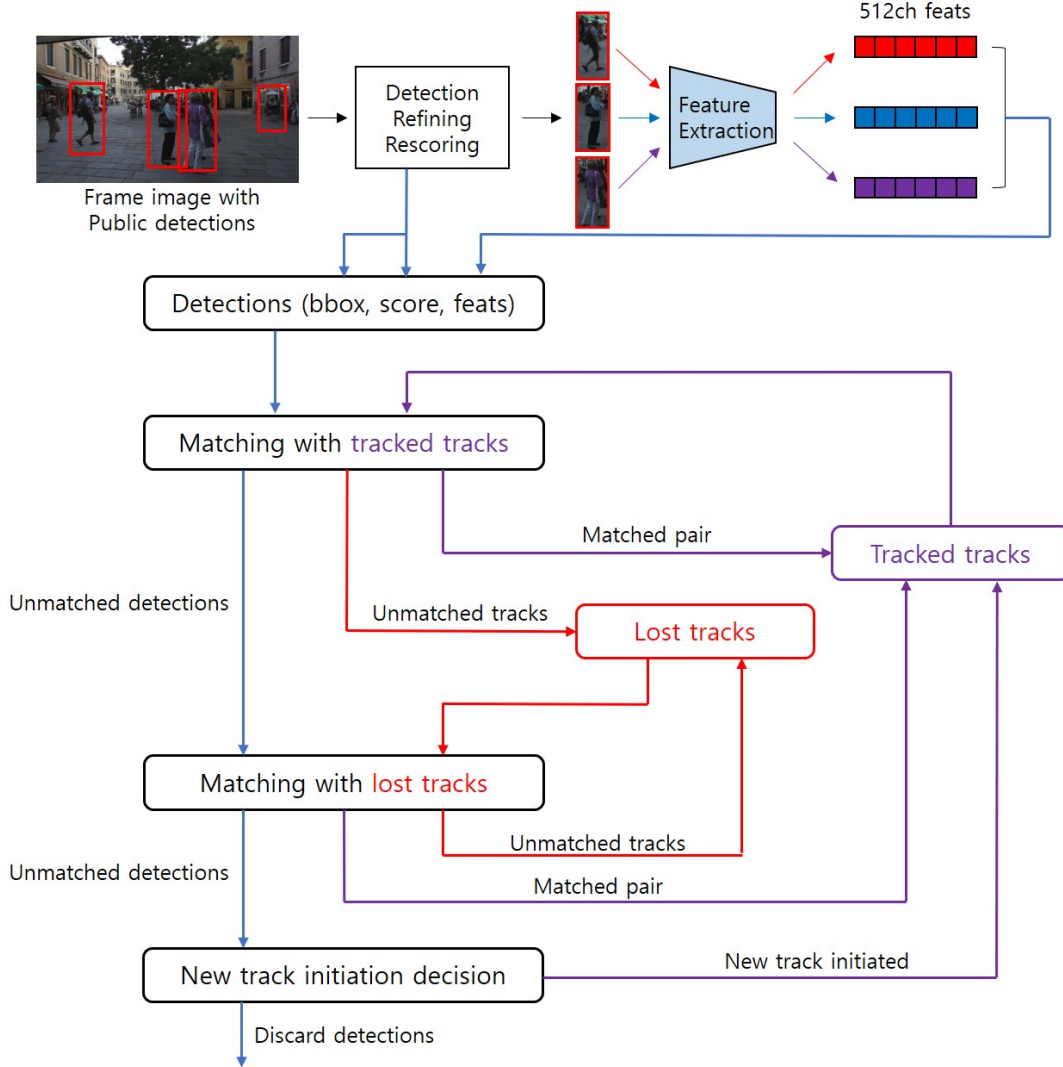 512ch feats
Detection
Refining
Rescoring
Feature
Extraction
Frame image with
Public detections
Detections (bbox, score, feats)
Matching with tracked tracks
Matched pair
Tracked tracks
Unmatched detections
Unmatched tracks
Lost tracks
Matching with lost tracks
Unmatched tracks
Unmatched detections
Matched pair
New track initiation decision
New track initiated
Discard detections